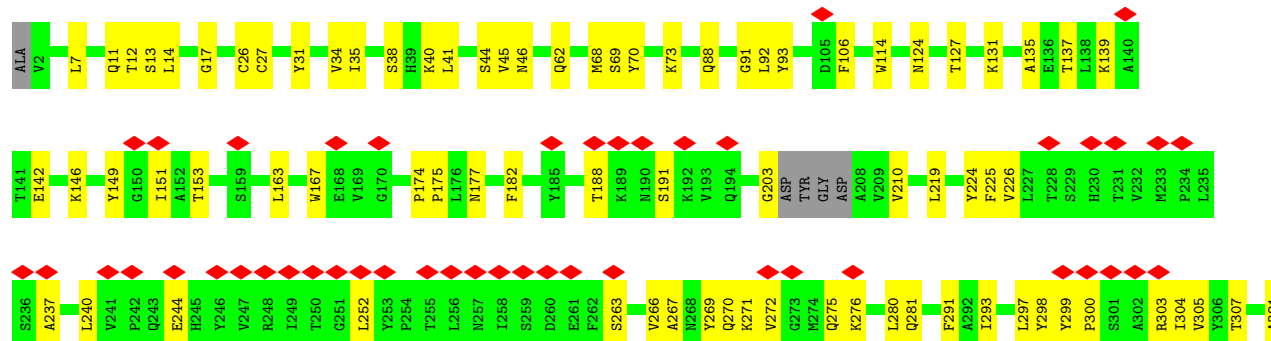 ALA V2 L7 Q11 T12 S13 L14 G17 C26 C27 Y31 V34 I35 S38 H39 K40 L41 S44 V45 N46 Q62 M68 S69 Y70 K73 Q88 G91 L92 Y93 D105 F106 W114 N124 T127 K131 A135 E136 T137 L138 K139 A140
T141 E142 K146 Y149 G150 I151 A152 T153 S159 L163 W167 E168 V169 G170 P174 P175 L176 N177 F182 Y185 T188 K189 N190 S191 K192 V193 Q194 G203 ASP TYR GLY ASP A208 V209 V210 L219 Y224 F225 V226 L227 T228 S229 H230 T231 V232 M233 P234 L235
S236 A237 L240 V241 P242 Q243 E244 H245 Y246 V247 R248 I249 T250 G251 L252 Y253 P254 T255 L256 N257 I258 S259 D260 E261 F262 S263 V266 A267 N268 Y269 Q270 K271 V272 G273 M274 Q275 K276 L280 Q281 F291 A292 I293 L297 Y298 Y299 P300 S301 A302 R303 I304 V305 Y306 T307